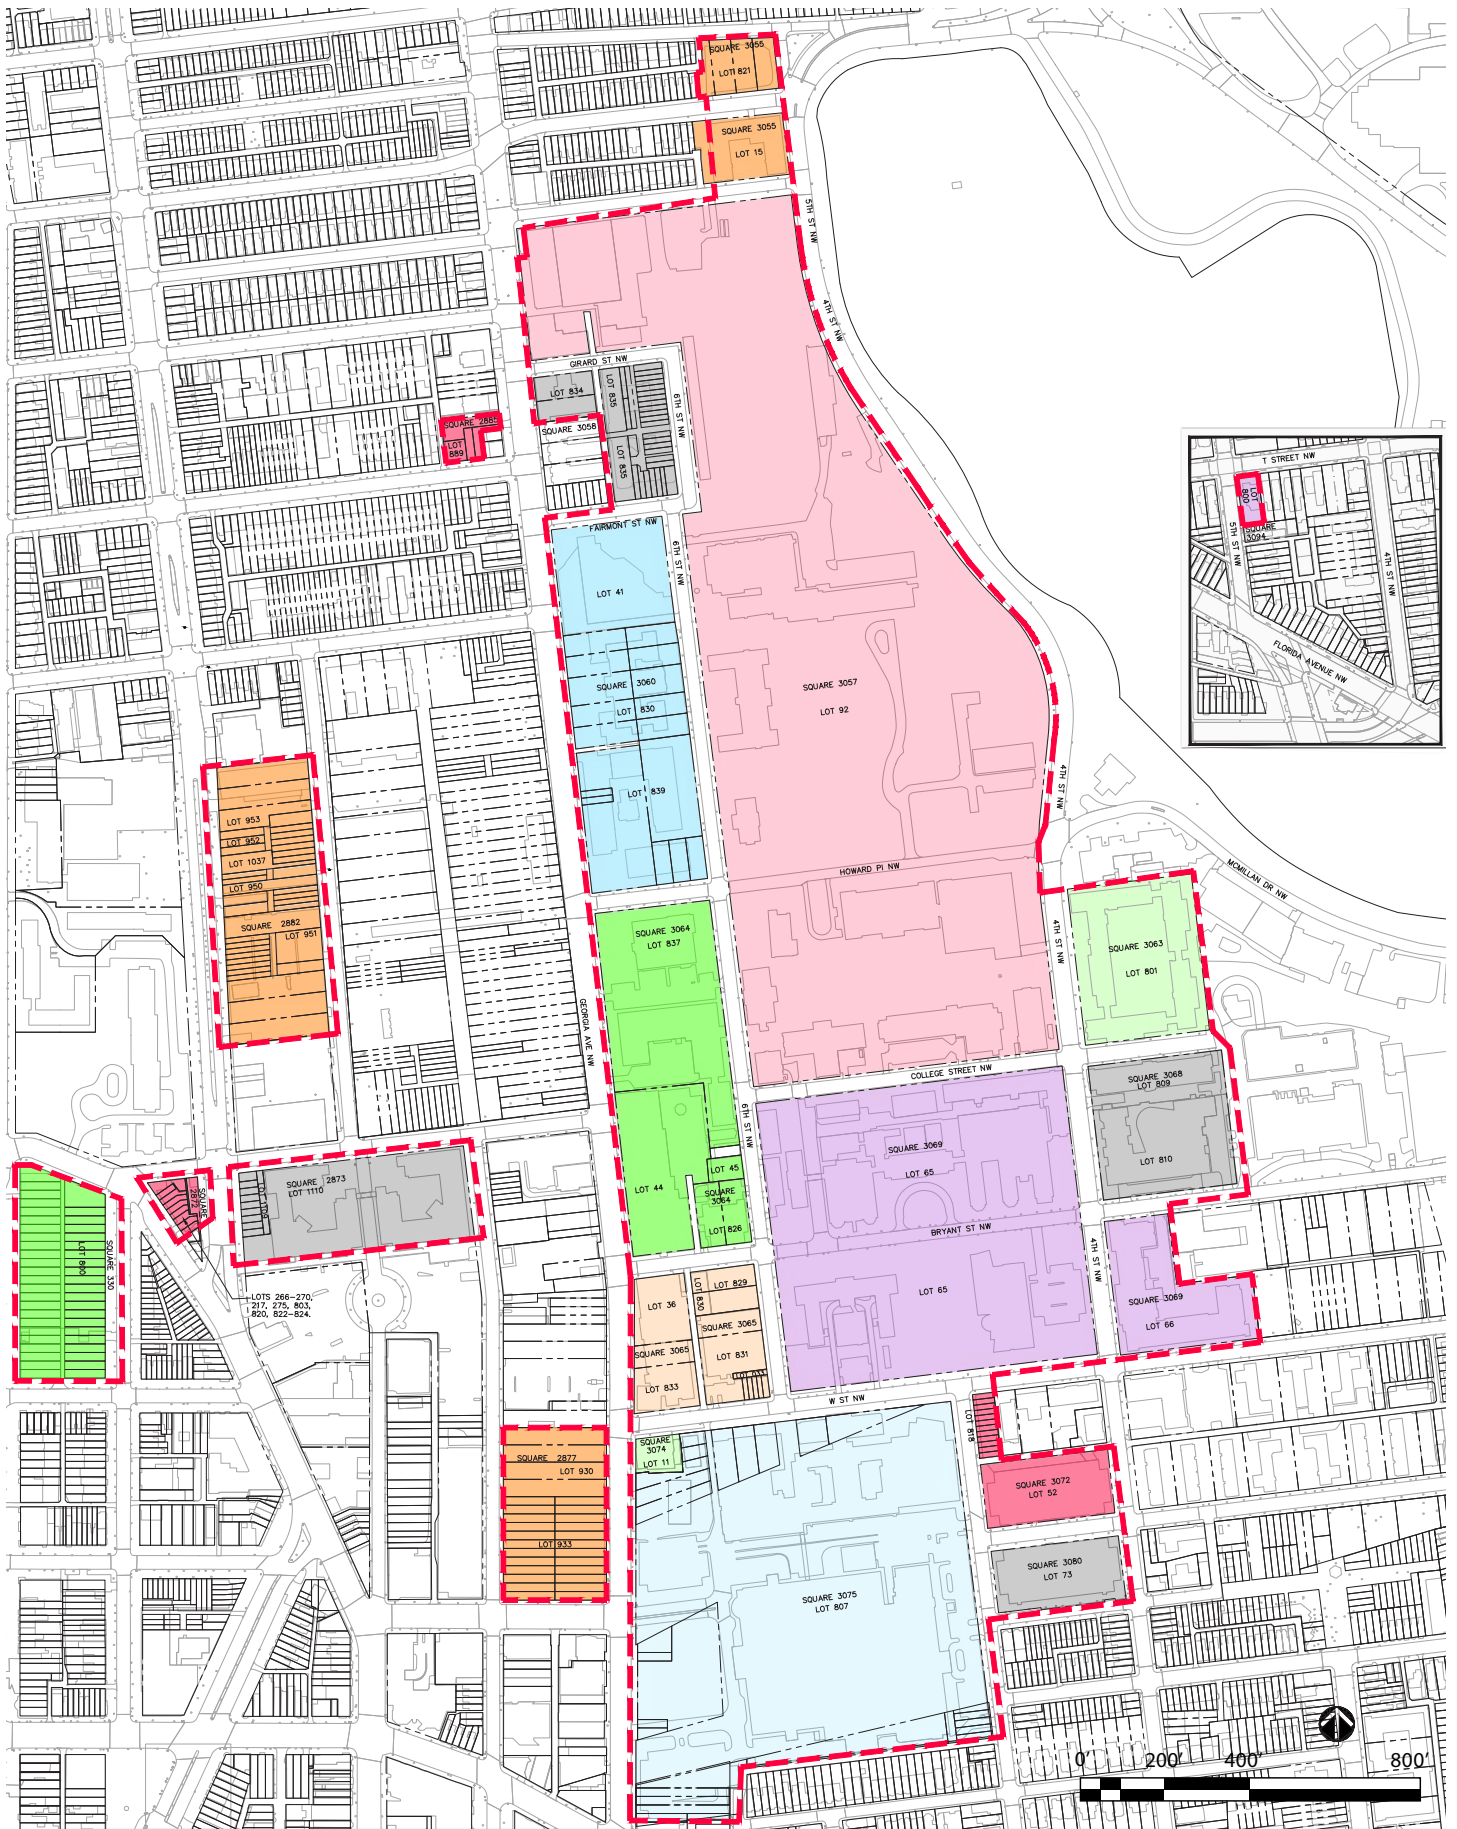 SQUARE 3055
LOT 821
SQUARE 3055
LOT 15
5TH ST NW
4TH ST NW
GIRARD ST NW
LOT 834
LOT 835
6TH ST NW
SQUARE 2865
LOT
889
SQUARE 3058
LOT 835
T STREET NW
LOT
800
5TH ST NW
SQUARE
3094
4TH ST NW
FLORIDA AVENUE NW
FAIRMONT ST NW
6TH ST NW
LOT 41
SQUARE 3060
LOT 830
SQUARE 3057
LOT 92
LOT 839
4TH ST NW
LOT 953
LOT 952
LOT 1037
LOT 950
SQUARE 2882
LOT 951
HOWARD Pl NW
MCMILLAN DR NW
SQUARE 3064
LOT 837
4TH ST NW
SQUARE 3063
LOT 801
GEORGIA AVE NW
COLLEGE STREET NW
SQUARE 3068
LOT 809
6TH ST NW
SQUARE 3069
LOT 65
LOT 810
SQUARE 2873
LOT 1110
LOT 1109
SQUARE
2872
LOT 44
LOT 45
SQUARE
3064
LOT 826
BRYANT ST NW
4TH ST NW
LOT 800
SQUARE 330
LOTS 266-270,
217, 275, 803,
820, 822-824.
LOT 36
LOT 830
LOT 829
SQUARE 3065
SQUARE 3065
LOT 831
LOT 833
LOT 65
SQUARE 3069
LOT 66
W ST NW
LOT 818
SQUARE
3074
LOT 11
SQUARE 2877
LOT 930
LOT 933
SQUARE 3072
LOT 52
SQUARE 3080
LOT 73
SQUARE 3075
LOT 807
0'
200'
400'
800'